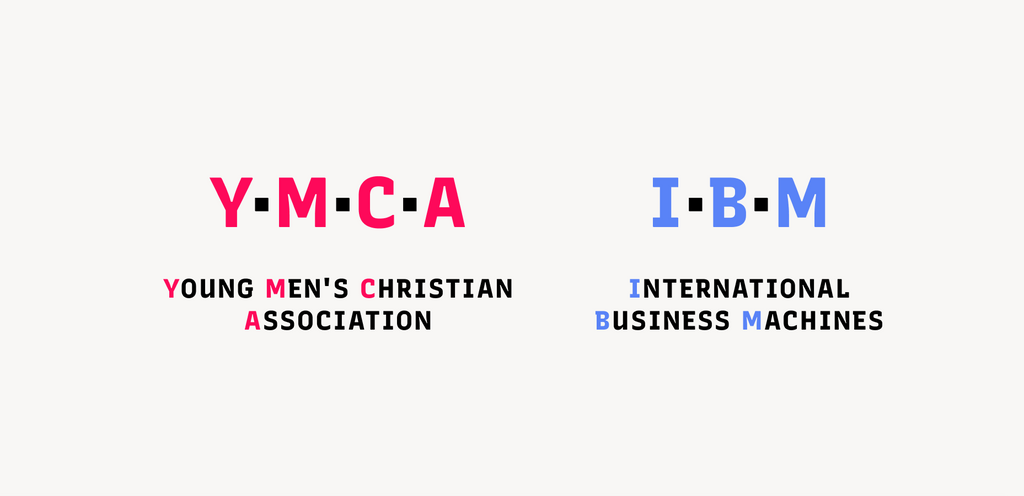 Y·M·C·A
YOUNG MEN'S CHRISTIAN
ASSOCIATION
I·B·M
INTERNATIONAL
BUSINESS MACHINES